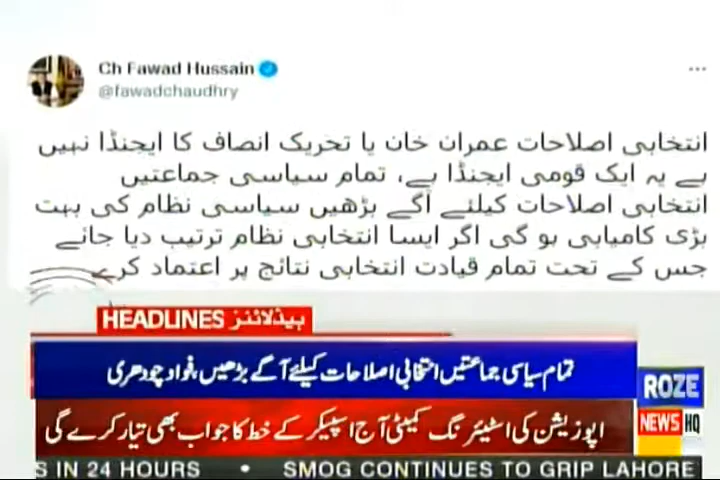 Ch Fawad Hussain
@fawadchaudhry
انتخابی اصلاحات عمران خان یا تحریک انصاف کا ایجنڈا نہیں
ہے یہ ایک قومی ایجنڈا ہے، تمام سیاسی جماعتیں
انتخابی اصلاحات کیلئے آگے بڑھیں سیاسی نظام کی بہت
بڑی کامیابی ہو گی اگر ایسا انتخابی نظام ترتیب دیا جائے
جس کے تحت تمام قیادت انتخابی نتائج پر اعتماد کرے
HEADLINES ہیڈلائنز
تمام سیاسی جماعتیں انتخابی اصلاحات کیلئے آگے بڑھیں، فواد چودھری
اپوزیشن کی اسٹیئرنگ کمیٹی آج اسپیکر کے خط کا جواب بھی تیار کرے گی
ROZE
NEWS HQ
S IN 24 HOURS • SMOG CONTINUES TO GRIP LAHORE